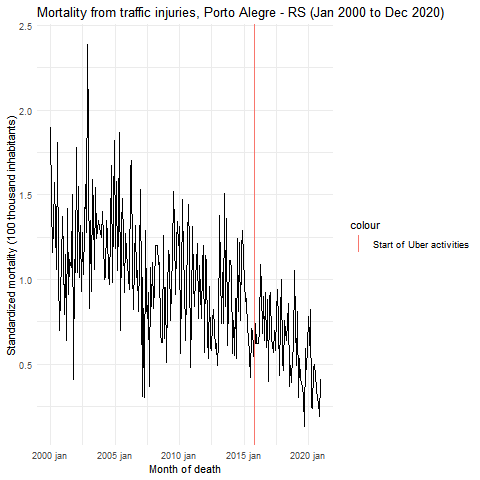 Mortality from traffic injuries, Porto Alegre - RS (Jan 2000 to Dec 2020)
Standardized mortality (100 thousand inhabitants)
2.5
2.0
1.5
1.0
0.5
2000 jan 2005 jan 2010 jan 2015 jan 2020 jan
Month of death
colour
Start of Uber activities